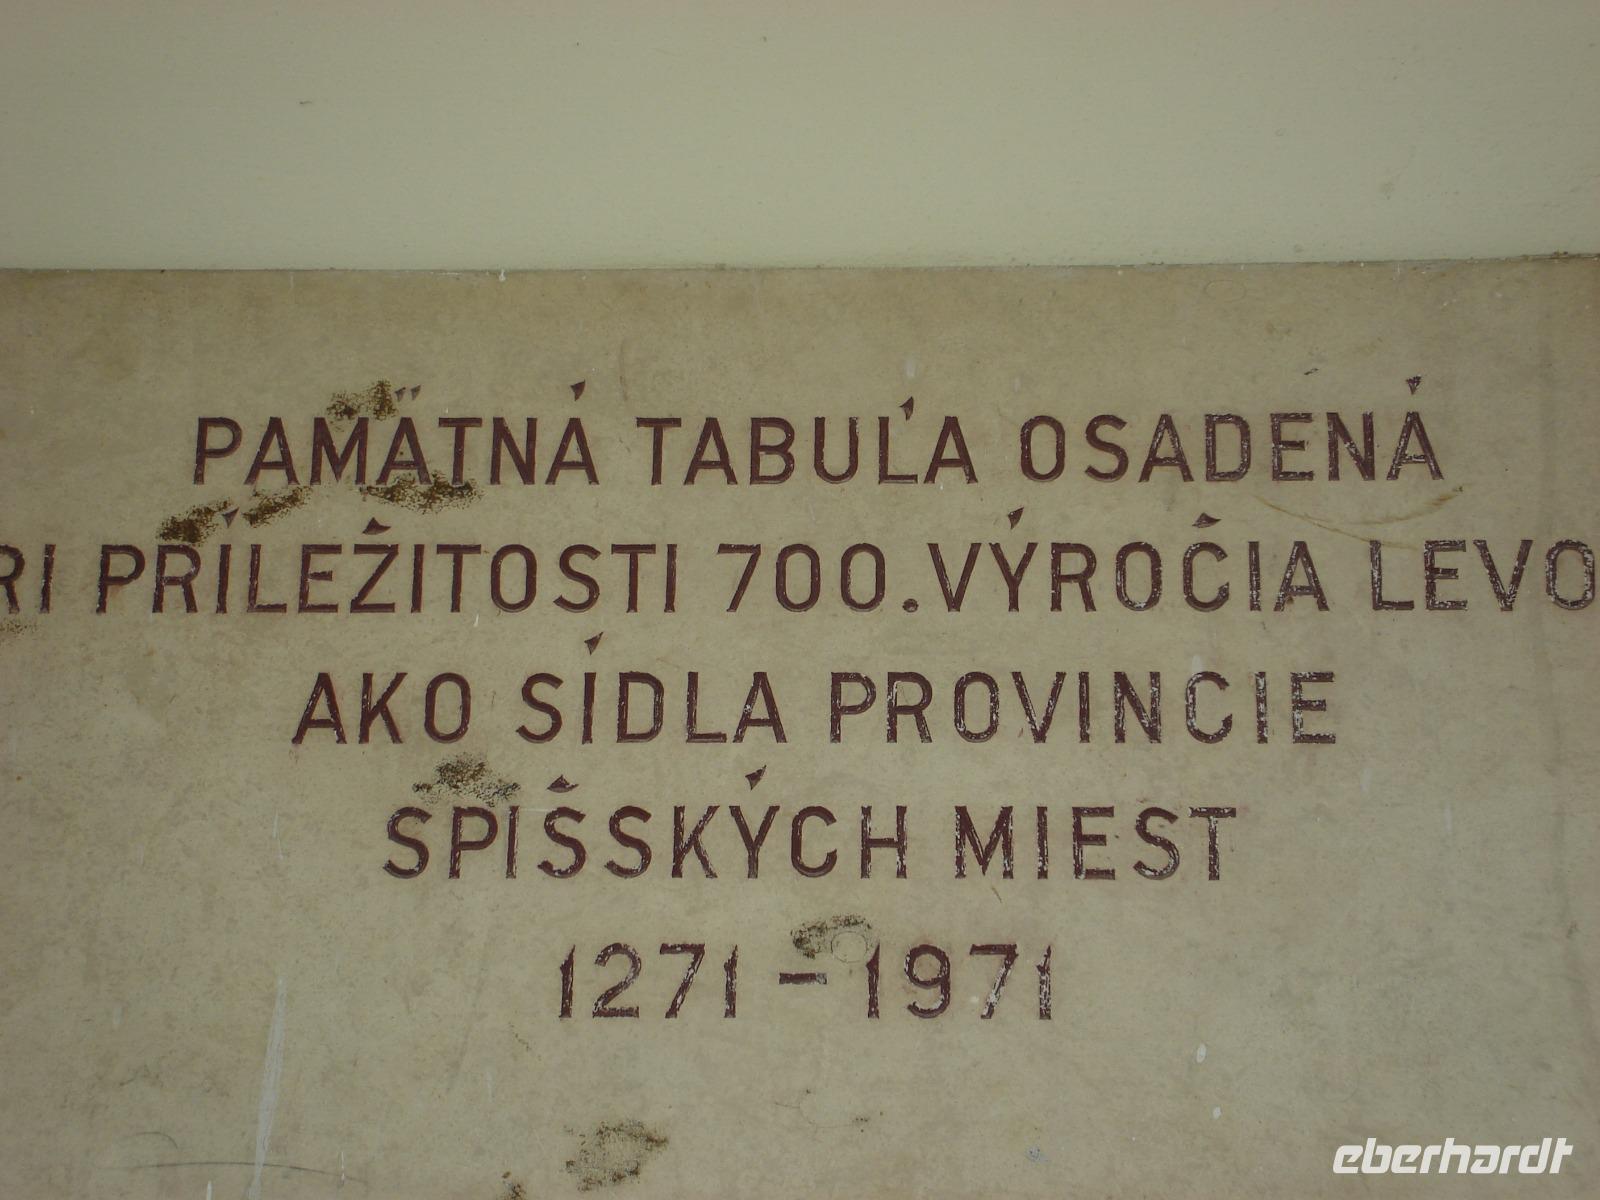 PAMÄTNÁ TABUĽA OSADENÁ
RI PRÍLEŽITOSTI 700. VÝROČIA LEVO
AKO SÍDLA PROVINCIE
SPIŠSKÝCH MIEST
1271 – 1971
eberhardt